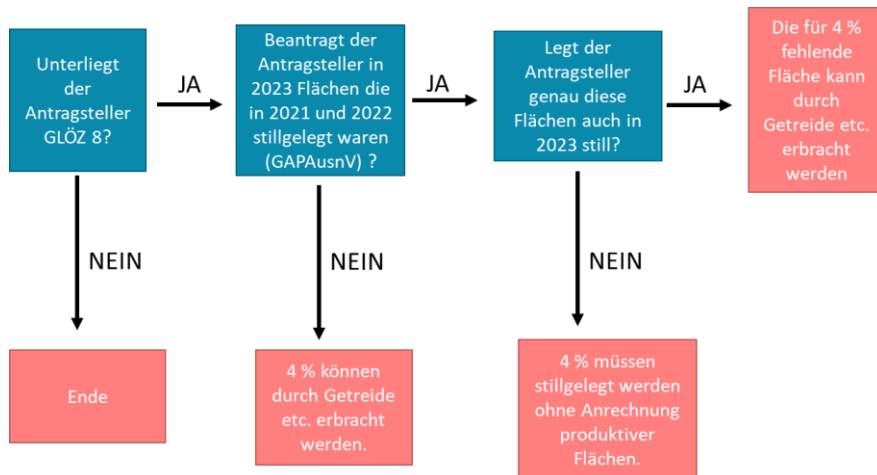 Unterliegt
der
Antragsteller
GLÖZ 8?
JA
Beantragt der
Antragsteller in
2023 Flächen die
in 2021 und 2022
stillgelegt waren
(GAPAusnV) ?
JA
Legt der
Antragsteller
genau diese
Flächen auch in
2023 still?
JA
Die für 4 %
fehlende
Fläche kann
durch
Getreide etc.
erbracht
werden
NEIN
NEIN
NEIN
Ende
4 % können
durch Getreide
etc. erbracht
werden.
4 % müssen
stillgelegt werden
ohne Anrechnung
produktiver
Flächen.